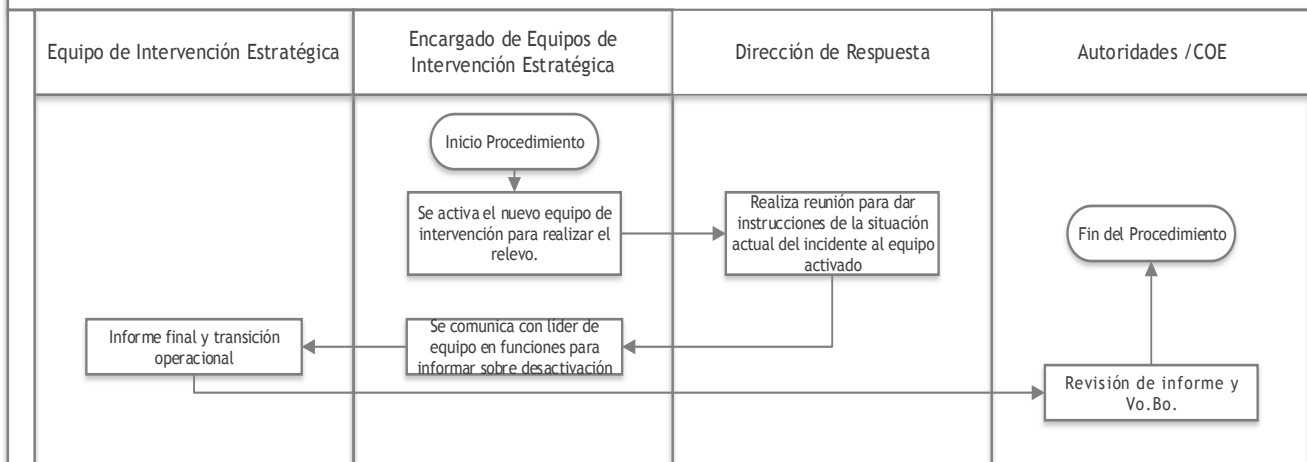 Equipo de Intervención Estratégica
Encargado de Equipos de
Intervención Estratégica
Dirección de Respuesta
Autoridades /COE
Inicio Procedimiento
Se activa el nuevo equipo de
intervención para realizar el
relevo.
Realiza reunión para dar
instrucciones de la situación
actual del incidente al equipo
activado
Fin del Procedimiento
Informe final y transición
operacional
Se comunica con líder de
equipo en funciones para
informar sobre desactivación
Revisión de informe y
Vo.Bo.